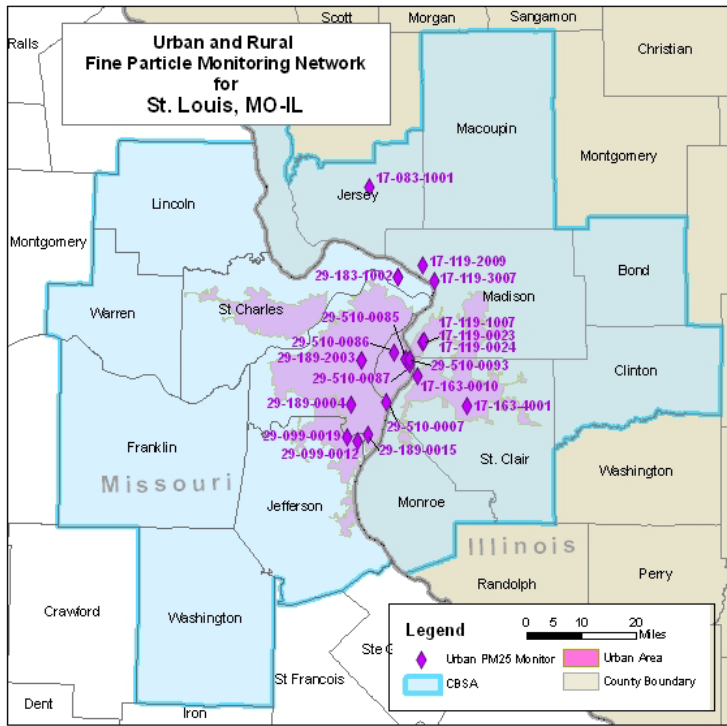 Scott
Morgan
Sangamon
Ralls
Christian
Urban and Rural
Fine Particle Monitoring Network
for
St. Louis, MO-IL
Macoupin
Montgomery
17-083-1001
Jersey
Lincoln
Montgomery
17-119-2009
Bond
29-183-1002
17-119-3007
Madison
St Charles
Warren
29-510-0085
17-119-1007
17-119-0023
17-119-0024
29-510-0086
29-189-2003
29-510-0093
Clinton
29-510-0087
17-163-0010
29-189-0004
17-163-4001
29-510-0007
29-099-0019
29-189-0015
29-099-0012
Franklin
St. Clair
Washington
Missouri
Jefferson
Monroe
Illinois
Perry
Randolph
Crawford
Washington
Ste G
Legend
0 5 10 20
Miles
Urban PM25 Monitor
Urban Area
CBSA
County Boundary
St Francois
Dent
Iron